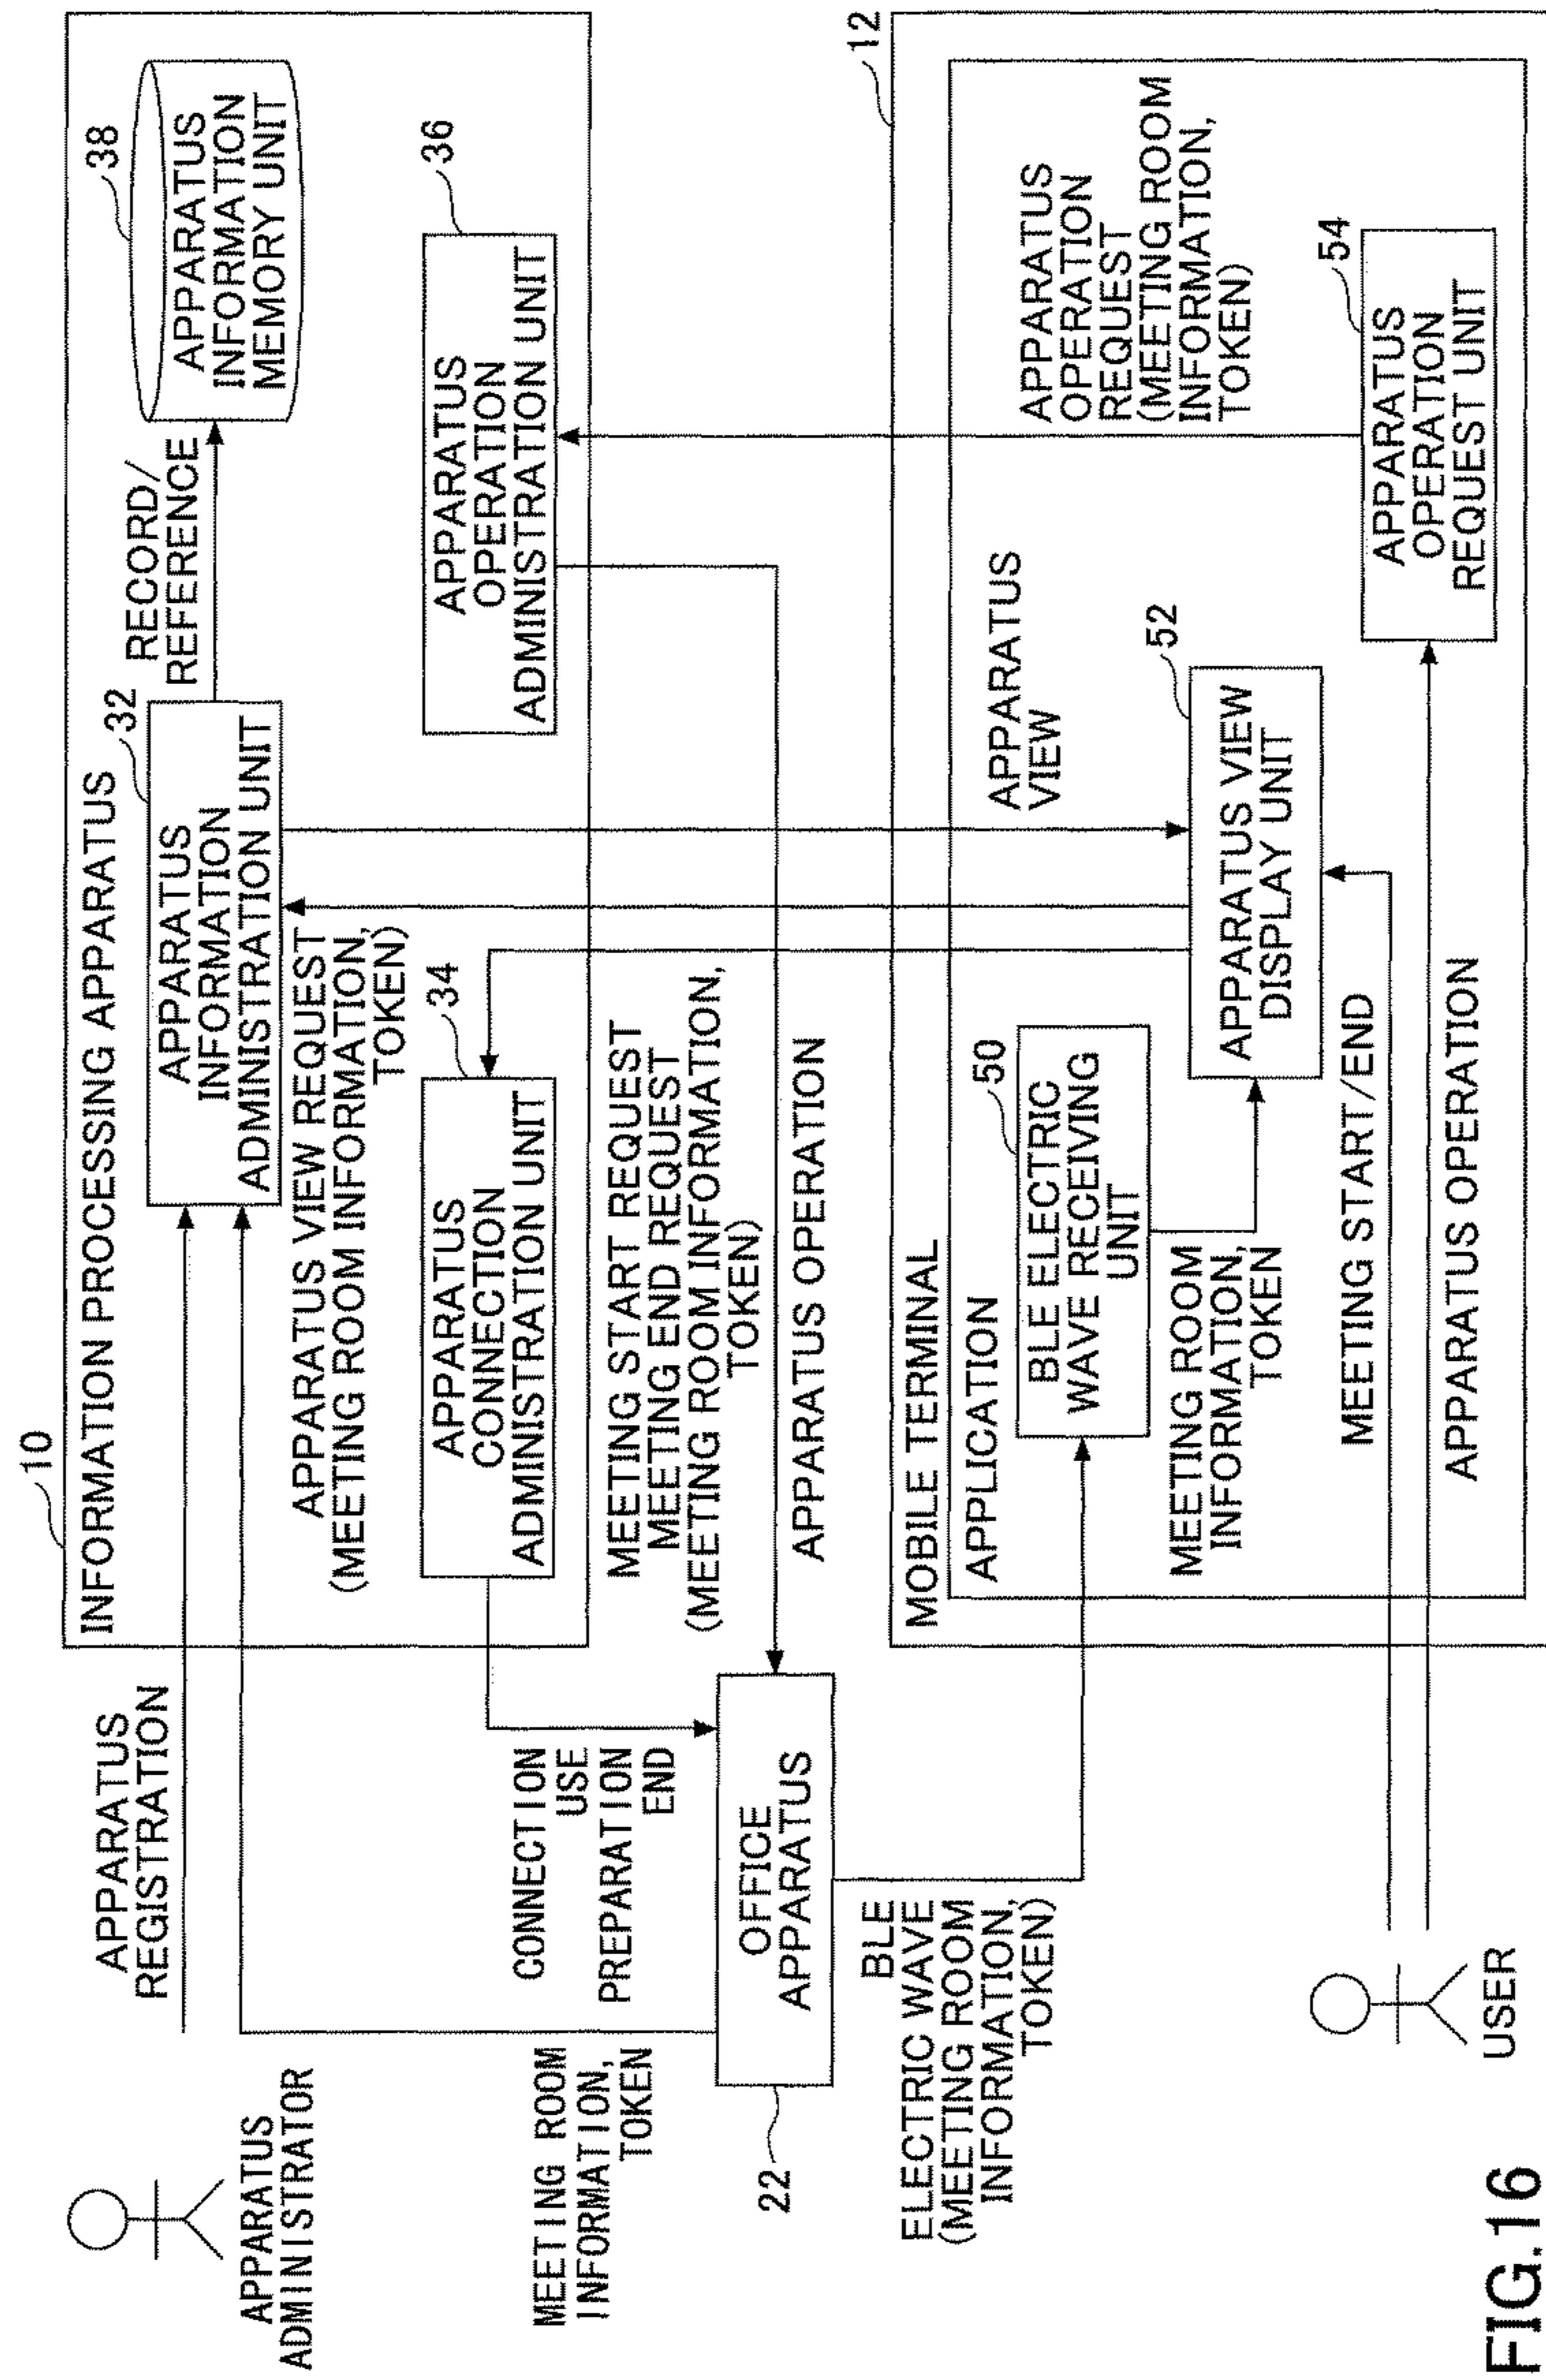 10
INFORMATION PROCESSING APPARATUS
APPARATUS
REGISTRATION
APPARATUS
ADMINISTRATOR
32
APPARATUS
INFORMATION
ADMINISTRATION UNIT
RECORD/
REFERENCE
38
APPARATUS
INFORMATION
MEMORY UNIT
APPARATUS VIEW REQUEST
(MEETING ROOM INFORMATION,
TOKEN)
34
APPARATUS
CONNECTION
ADMINISTRATION UNIT
36
APPARATUS
OPERATION
ADMINISTRATION UNIT
MEETING ROOM
INFORMATION,
TOKEN
CONNECTION
USE
PREPARATION
END
MEETING START REQUEST
MEETING END REQUEST
(MEETING ROOM INFORMATION,
TOKEN)
APPARATUS OPERATION
22
OFFICE
APPARATUS
BLE
ELECTRIC WAVE
(MEETING ROOM
INFORMATION,
TOKEN)
12
MOBILE TERMINAL
APPLICATION
50
BLE ELECTRIC
WAVE RECEIVING
UNIT
MEETING ROOM
INFORMATION,
TOKEN
APPARATUS
VIEW
52
APPARATUS VIEW
DISPLAY UNIT
APPARATUS
OPERATION
REQUEST
(MEETING ROOM
INFORMATION,
TOKEN)
54
APPARATUS
OPERATION
REQUEST UNIT
MEETING START/END
APPARATUS OPERATION
USER
FIG.16